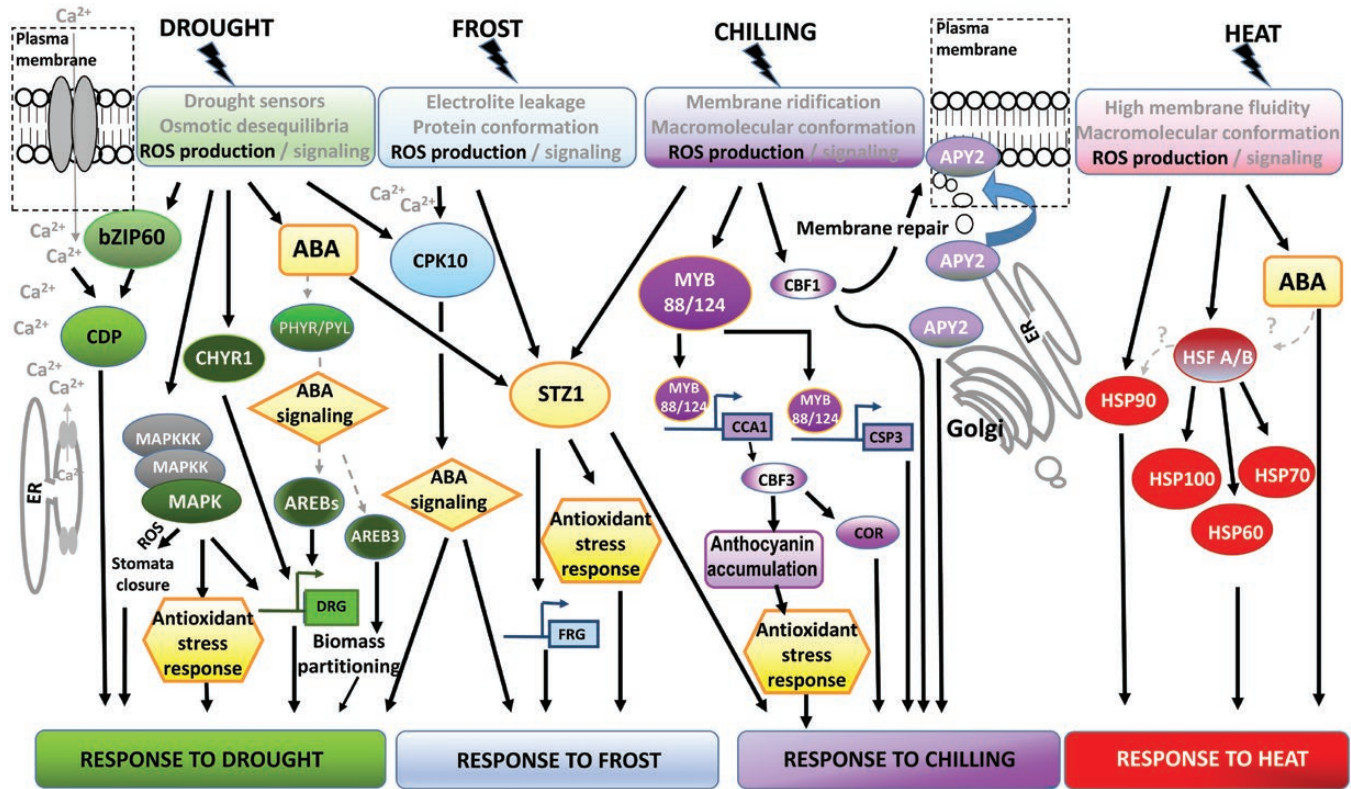 Ca²⁺
DROUGHT
FROST
CHILLING
HEAT
Plasma
membrane
Drought sensors
Osmotic desequilibria
ROS production / signaling
Electrolite leakage
Protein conformation
ROS production / signaling
Membrane ridification
Macromolecular conformation
ROS production / signaling
Plasma
membrane
APY2
High membrane fluidity
Macromolecular conformation
ROS production / signaling
Ca²⁺
Ca²⁺
Ca²⁺
Ca²⁺
bZIP60
ABA
CPK10
Membrane repair
APY2
MYB
88/124
CBF1
ABA
Ca²⁺
Ca²⁺
CDP
PHYR/PYL
CHYR1
APY2
ER
?
?
HSF A/B
Ca²⁺
Ca²⁺
ABA
signaling
STZ1
MYB
88/124
CCA1
MYB
88/124
CSP3
Golgi
HSP90
MAPKKK
MAPKK
MAPK
Ca²⁺
ER
AREBs
AREB3
ABA
signaling
CBF3
COR
HSP100
HSP70
HSP60
ROS
Stomata
closure
Antioxidant
stress
response
Anthocyanin
accumulation
Antioxidant
stress
response
DRG
Biomass
partitioning
FRG
Antioxidant
stress
response
RESPONSE TO DROUGHT
RESPONSE TO FROST
RESPONSE TO CHILLING
RESPONSE TO HEAT